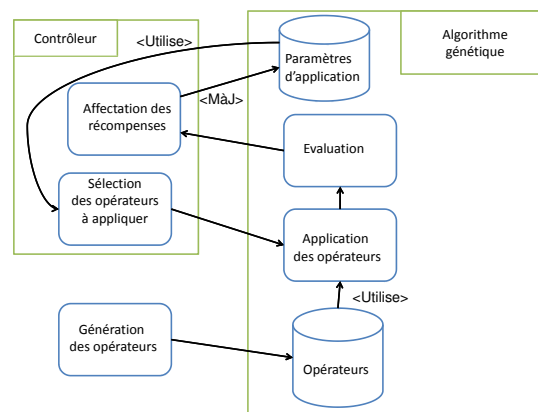 Contrôleur
<Utilise>
Paramètres
d'application
Algorithme
génétique
Affectation des
récompenses
<MàJ>
Evaluation
Sélection
des opérateurs
à appliquer
Application
des opérateurs
<Utilise>
Génération
des opérateurs
Opérateurs